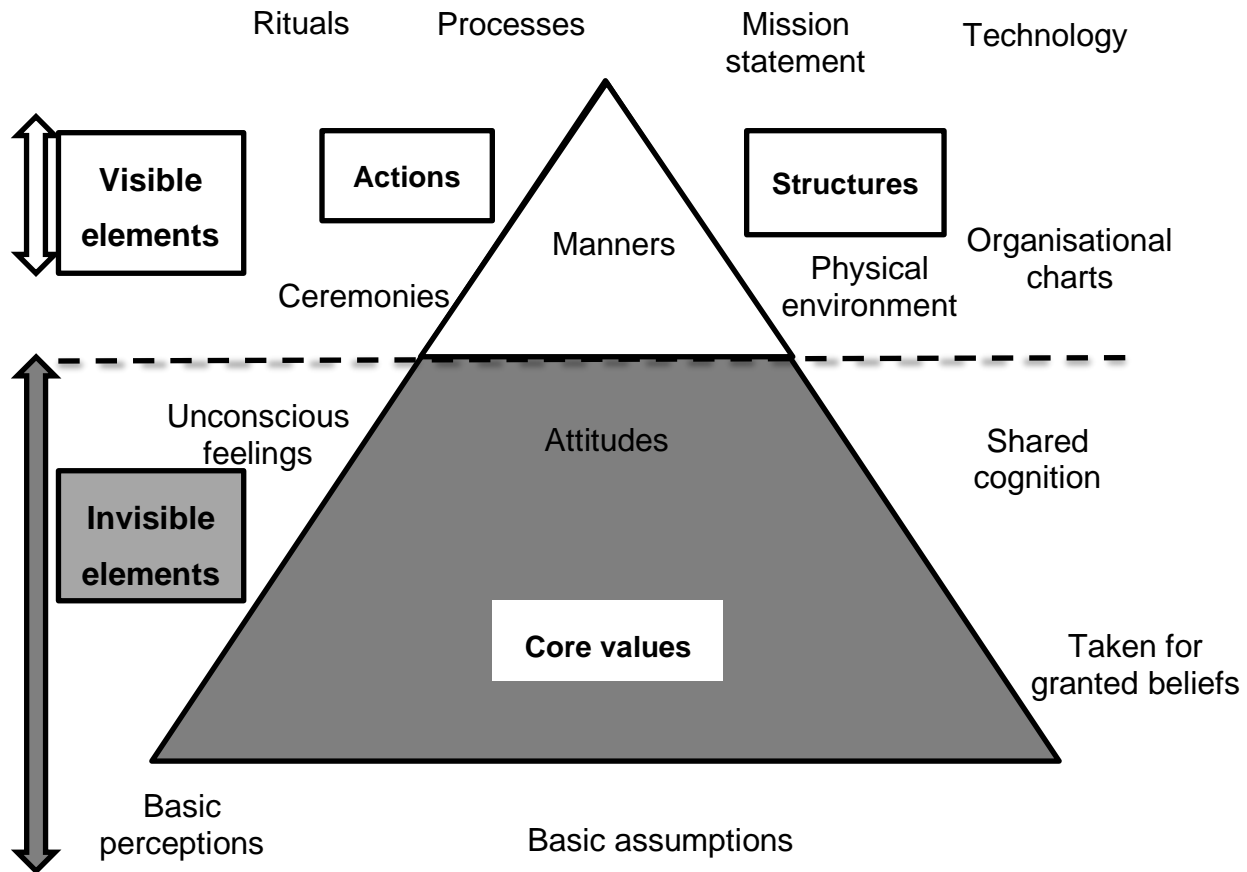 Rituals
Processes
Mission
statement
Technology
Visible
elements
Actions
Structures
Manners
Organisational
charts
Physical
environment
Ceremonies
Unconscious
feelings
Attitudes
Shared
cognition
Invisible
elements
Core values
Taken for
granted beliefs
Basic
perceptions
Basic assumptions